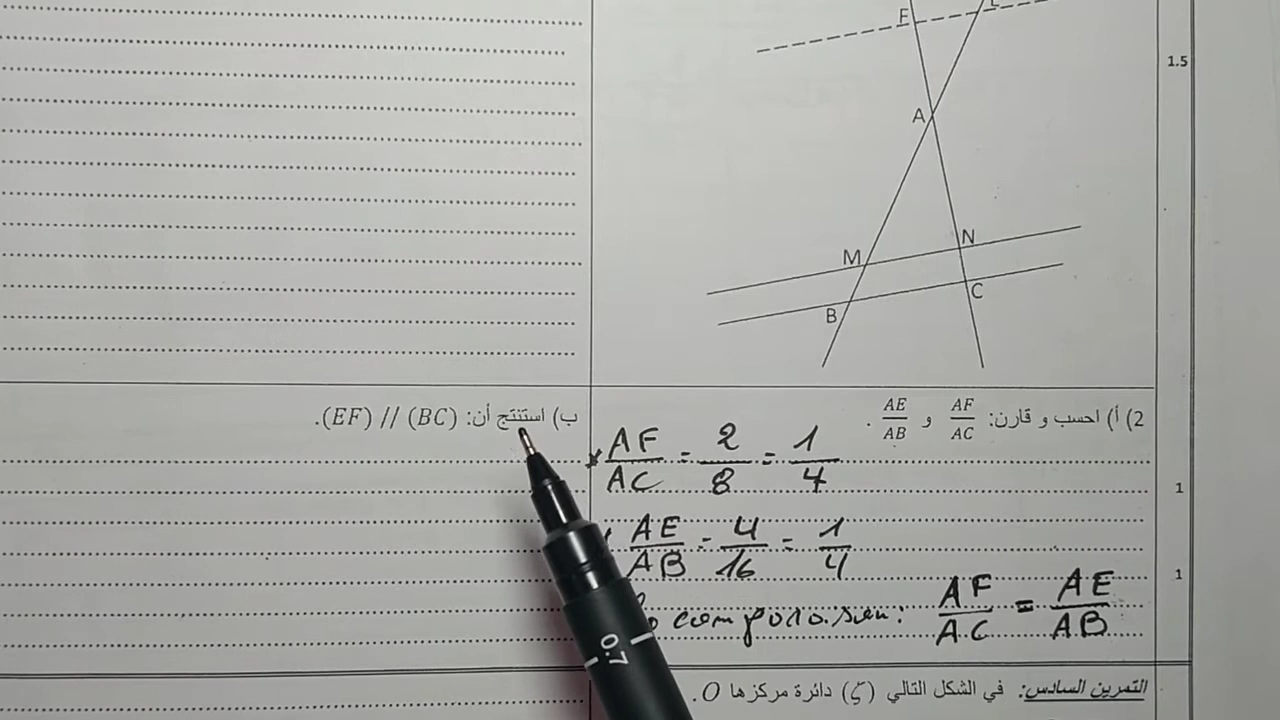 1.5
F
A
M
N
B
C
2) أ) احسب و قارن: AF/AC و AE/AB .
AF/AC = 2/8 = 1/4
AE/AB = 4/16 = 1/4
AF/AC = AE/AB
1
1
ب) استنتج أن: (EF) // (BC).
0.7
التمرين السادس: في الشكل التالي (ζ) دائرة مركزها O.